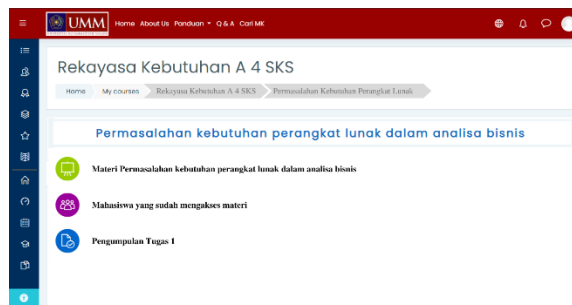 UMM Home About Us Panduan Q & A Cari MK
Rekayasa Kebutuhan A 4 SKS
Home My courses Rekayasa Kebutuhan A 4 SKS Permasalahan Kebutuhan Perangkat Lunak
Permasalahan kebutuhan perangkat lunak dalam analisa bisnis
Materi Permasalahan kebutuhan perangkat lunak dalam analisa bisnis
Mahasiswa yang sudah mengakses materi
Pengumpulan Tugas 1